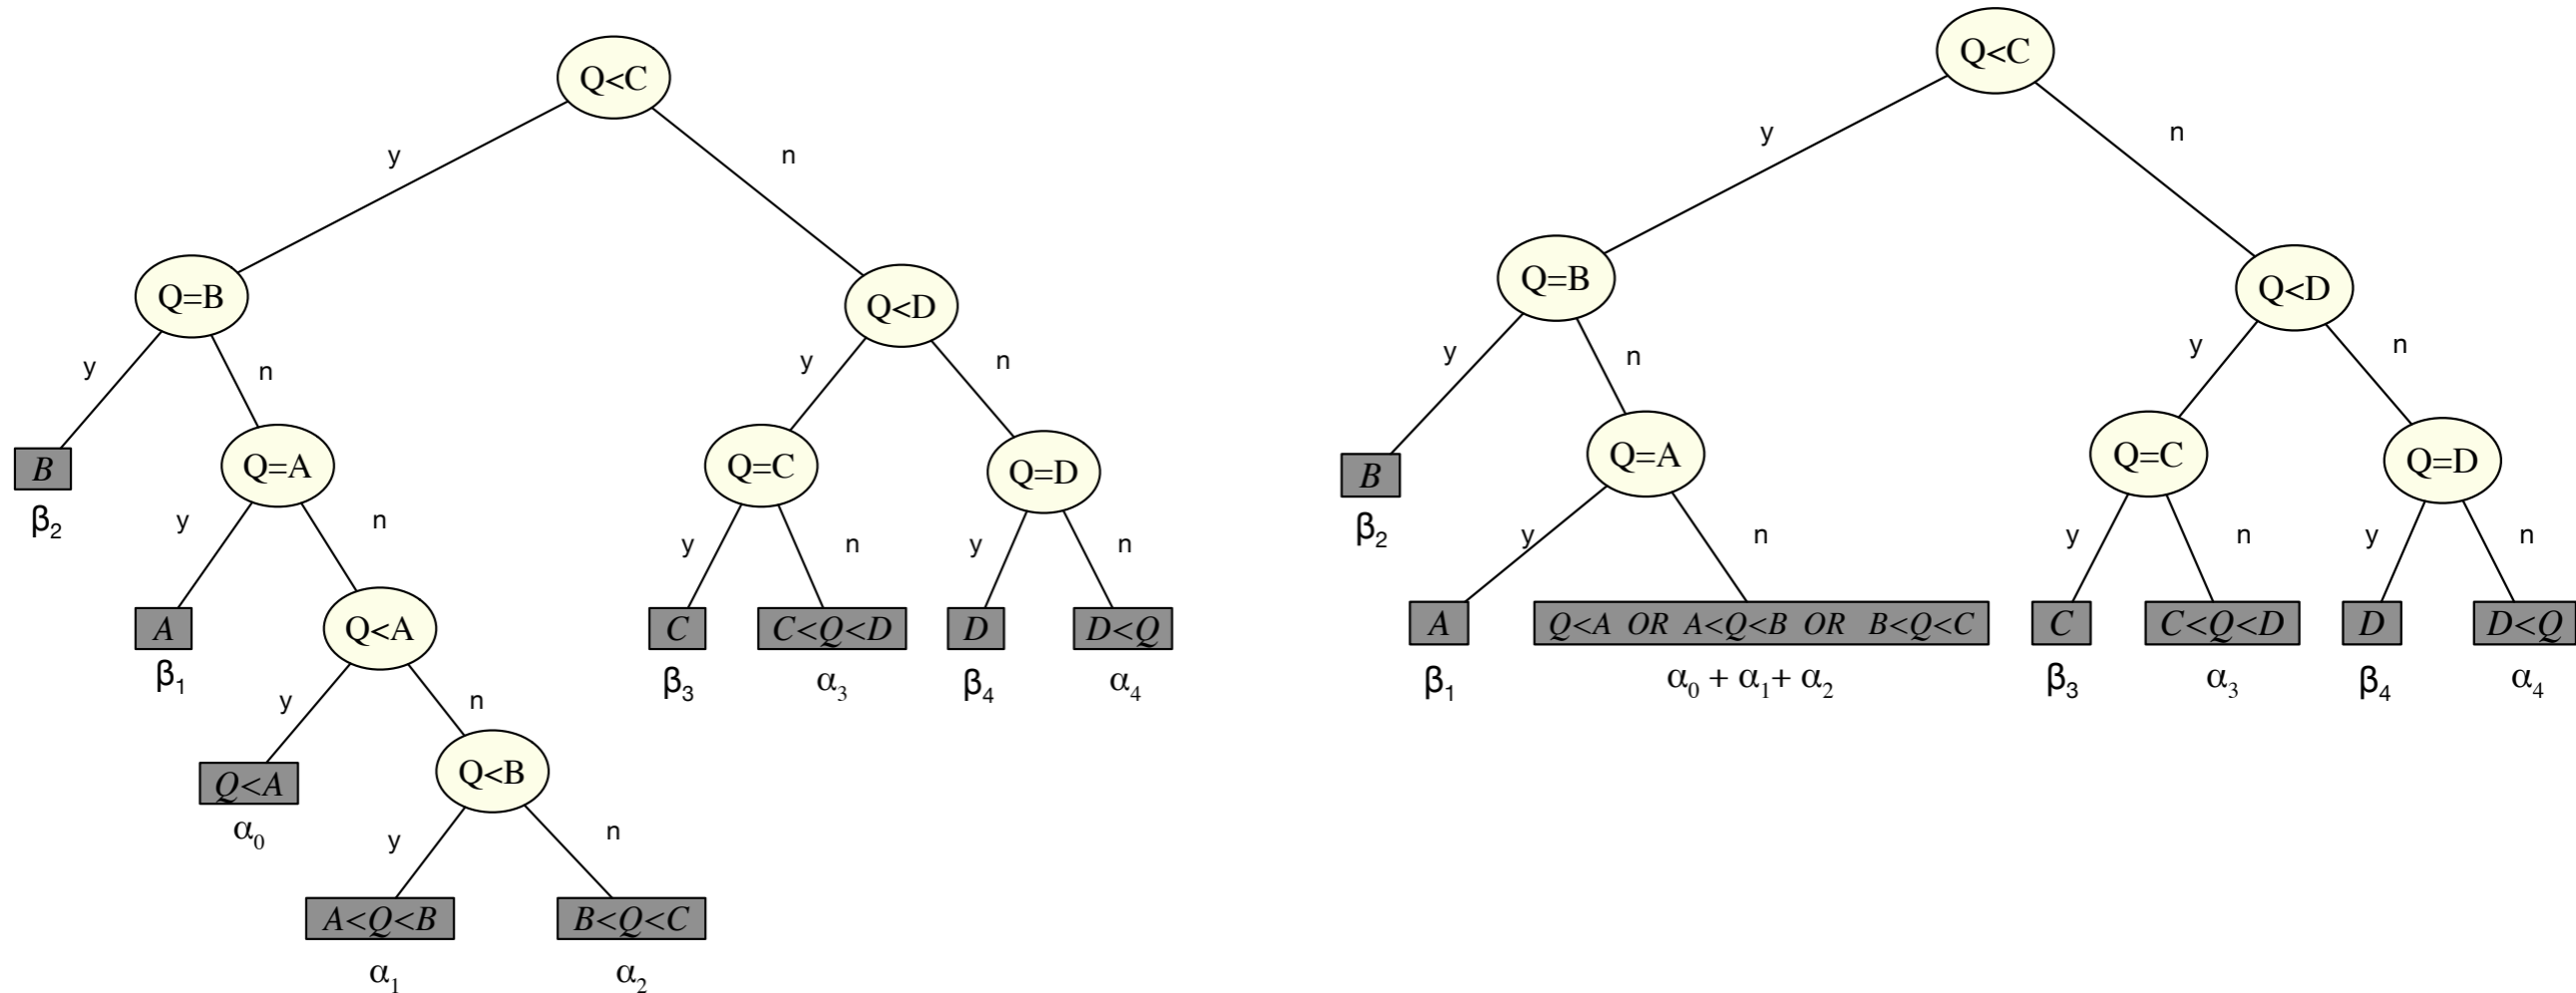 Q<C
y
n
Q=B
Q<D
y
n
y
n
B
β2
Q=A
Q=C
Q=D
y
n
y
n
y
n
A
β1
Q<A
C
β3
C<Q<D
α3
D
β4
D<Q
α4
y
n
Q<A
α0
Q<B
y
n
A<Q<B
α1
B<Q<C
α2
Q<C
y
n
Q=B
Q<D
y
n
y
n
B
β2
Q=A
Q=C
Q=D
y
n
y
n
y
n
A
β1
Q<A OR A<Q<B OR B<Q<C
α0 + α1+ α2
C
β3
C<Q<D
α3
D
β4
D<Q
α4